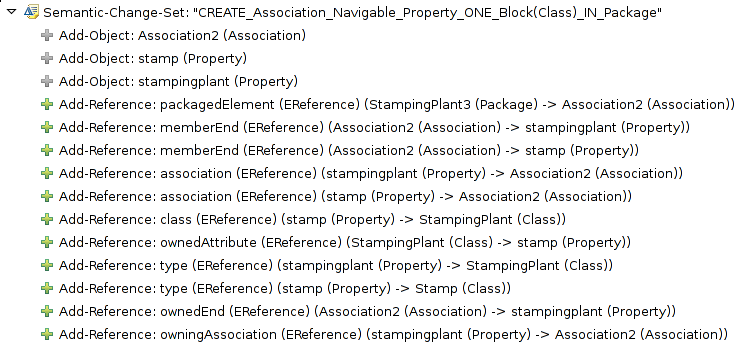 Semantic-Change-Set: "CREATE_Association_Navigable_Property_ONE_Block(Class)_IN_Package"
Add-Object: Association2 (Association)
Add-Object: stamp (Property)
Add-Object: stampingplant (Property)
Add-Reference: packagedElement (EReference) (StampingPlant3 (Package) -> Association2 (Association))
Add-Reference: memberEnd (EReference) (Association2 (Association) -> stampingplant (Property))
Add-Reference: memberEnd (EReference) (Association2 (Association) -> stamp (Property))
Add-Reference: association (EReference) (stampingplant (Property) -> Association2 (Association))
Add-Reference: association (EReference) (stamp (Property) -> Association2 (Association))
Add-Reference: class (EReference) (stamp (Property) -> StampingPlant (Class))
Add-Reference: ownedAttribute (EReference) (StampingPlant (Class) -> stamp (Property))
Add-Reference: type (EReference) (stampingplant (Property) -> StampingPlant (Class))
Add-Reference: type (EReference) (stamp (Property) -> Stamp (Class))
Add-Reference: ownedEnd (EReference) (Association2 (Association) -> stampingplant (Property))
Add-Reference: owningAssociation (EReference) (stampingplant (Property) -> Association2 (Association))